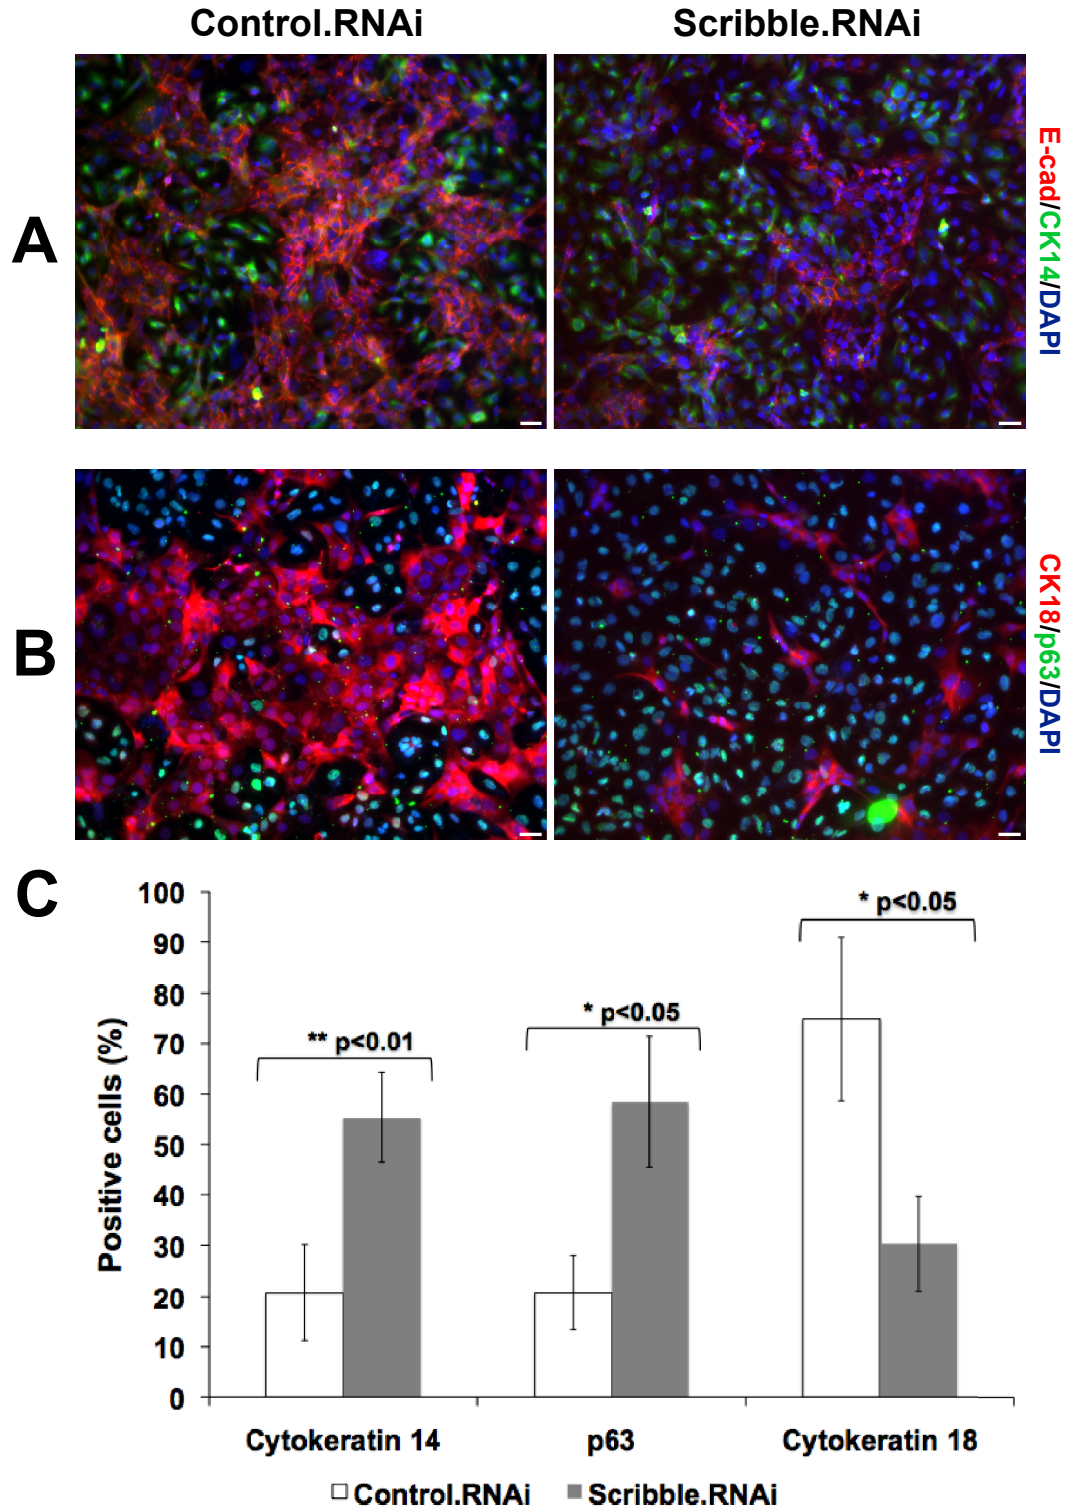 Control.RNAi
Scribble.RNAi
A
E-cad/CK14/DAPI
B
CK18/p63/DAPI
C
Positive cells (%)
100
90
80
70
60
50
40
30
20
10
0
** p<0.01
* p<0.05
* p<0.05
Cytokeratin 14
p63
Cytokeratin 18
Control.RNAi
Scribble.RNAi